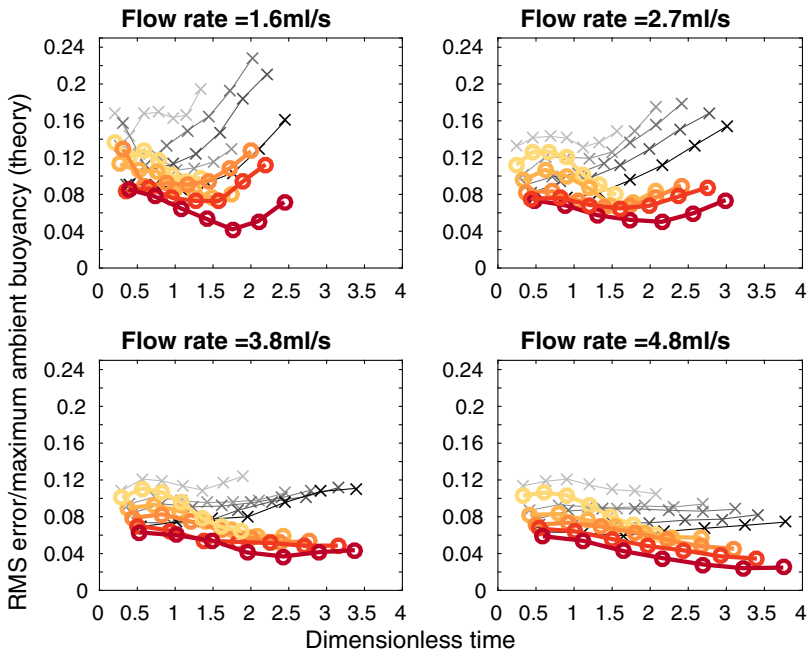 Flow rate =1.6ml/s
Flow rate =2.7ml/s
0.24
0.2
0.16
0.12
0.08
0.04
0
0 0.5 1 1.5 2 2.5 3 3.5 4
0.24
0.2
0.16
0.12
0.08
0.04
0
0 0.5 1 1.5 2 2.5 3 3.5 4
Flow rate =3.8ml/s
Flow rate =4.8ml/s
0.24
0.2
0.16
0.12
0.08
0.04
0
0 0.5 1 1.5 2 2.5 3 3.5 4
0.24
0.2
0.16
0.12
0.08
0.04
0
0 0.5 1 1.5 2 2.5 3 3.5 4
RMS error/maximum ambient buoyancy (theory)
Dimensionless time